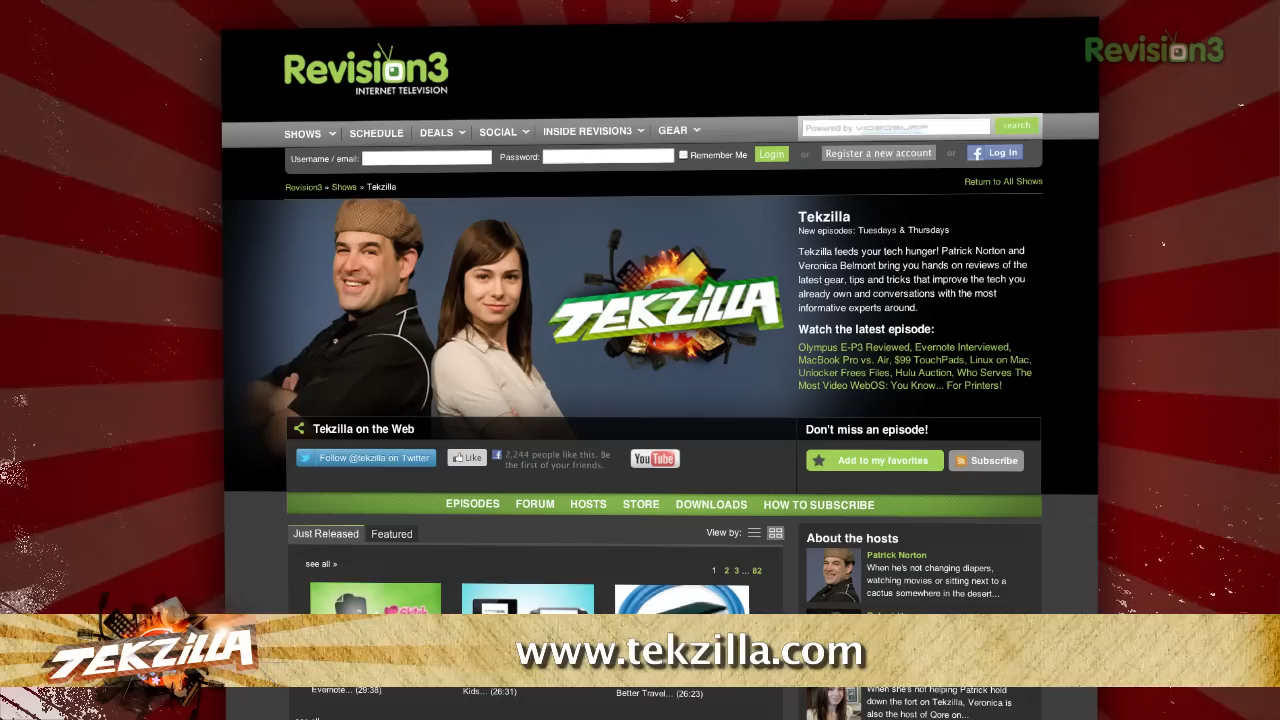 Revision3
INTERNET TELEVISION
Revision3
SHOWS
SCHEDULE
DEALS
SOCIAL
INSIDE REVISION3
GEAR
Powered by VIDEOSURF
search
Username / email:
Password:
Remember Me
Login
or
Register a new account
or
f Log In
Revision3 » Shows » Tekzilla
Return to All Shows
TEKZILLA
Tekzilla
New episodes: Tuesdays & Thursdays
Tekzilla feeds your tech hunger! Patrick Norton and
Veronica Belmont bring you hands on reviews of the
latest gear, tips and tricks that improve the tech you
already own and conversations with the most
informative experts around.
Watch the latest episode:
Olympus E-P3 Reviewed, Evernote Interviewed,
MacBook Pro vs. Air, $99 TouchPads, Linux on Mac,
Unlocker Frees Files, Hulu Auction, Who Serves The
Most Video WebOS: You Know... For Printers!
Tekzilla on the Web
Follow @tekzilla on Twitter
Like
2,244 people like this. Be
the first of your friends.
YouTube
Don't miss an episode!
Add to my favorites
Subscribe
EPISODES
FORUM
HOSTS
STORE
DOWNLOADS
HOW TO SUBSCRIBE
Just Released
Featured
View by:
see all »
1 2 3 ... 82
About the hosts
Patrick Norton
When he's not changing diapers,
watching movies or sitting next to a
cactus somewhere in the desert...
TEKZILLA
www.tekzilla.com
Evernote... (29:38)
Kids... (26:31)
Better Travel... (26:23)
When she's not helping Patrick hold
down the fort on Tekzilla, Veronica is
also the host of Qore on...